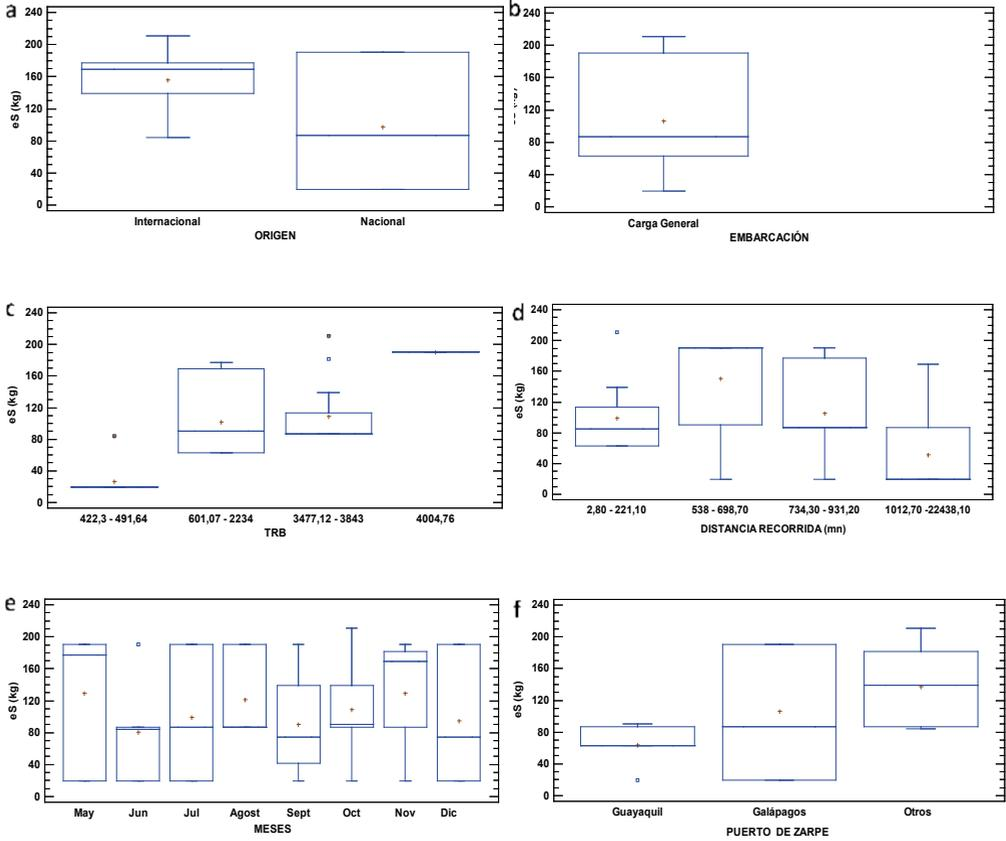 a
240
200
160
120
80
40
0
eS (kg)
Internacional Nacional
ORIGEN
b
240
200
160
120
80
40
0
Carga General
EMBARCACIÓN
c
240
200
160
120
80
40
0
eS (kg)
422,3 - 491,64 601,07 - 2234 3477,12 - 3843 4004,76
TRB
d
240
200
160
120
80
40
0
eS (kg)
2,80 - 221,10 538 - 698,70 734,30 - 931,20 1012,70 -22438,10
DISTANCIA RECORRIDA (mn)
e
240
200
160
120
80
40
0
eS (kg)
May Jun Jul Agost Sept Oct Nov Dic
MESES
f
240
200
160
120
80
40
0
eS (kg)
Guayaquil Galápagos Otros
PUERTO DE ZARPE